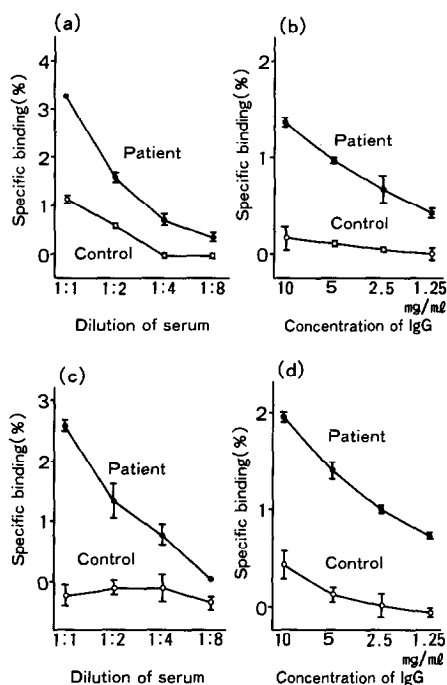 (a)
Specific binding(%)
4
3
2
1
0
Patient
Control
1:1 1:2 1:4 1:8
Dilution of serum
(b)
Specific binding(%)
2
1
0
Patient
Control
10 5 2.5 1.25
mg/ml
Concentration of IgG
(c)
Specific binding(%)
3
2
0
Patient
Control
1:1 1:2 1:4 1:8
Dilution of serum
(d)
Specific binding(%)
2
1
0
Patient
Control
10 5 2.5 1.25
mg/ml
Concentration of IgG